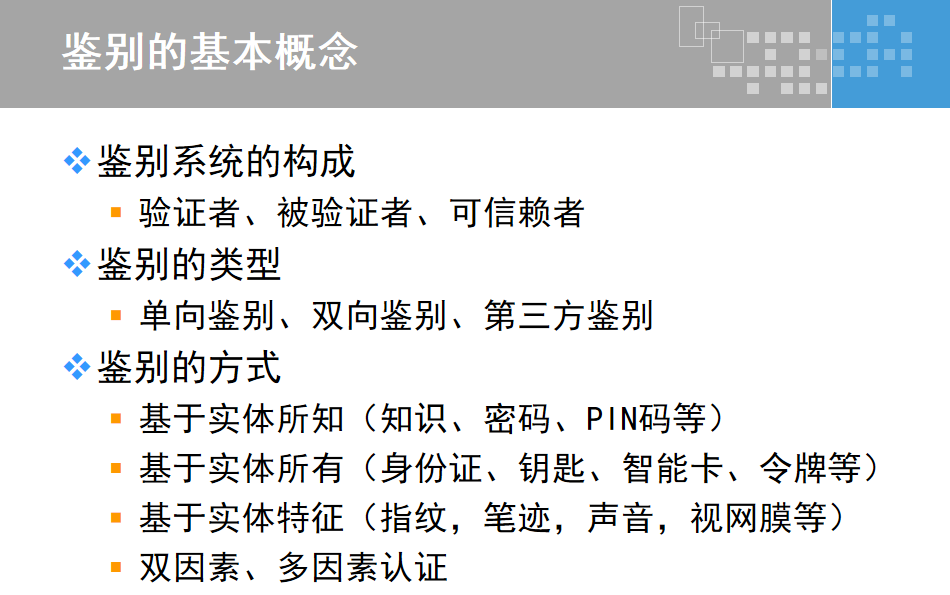 鉴别的基本概念
鉴别系统的构成
验证者、被验证者、可信赖者
鉴别的类型
单向鉴别、双向鉴别、第三方鉴别
鉴别的方式
基于实体所知（知识、密码、PIN码等）
基于实体所有（身份证、钥匙、智能卡、令牌等）
基于实体特征（指纹，笔迹，声音，视网膜等）
双因素、多因素认证